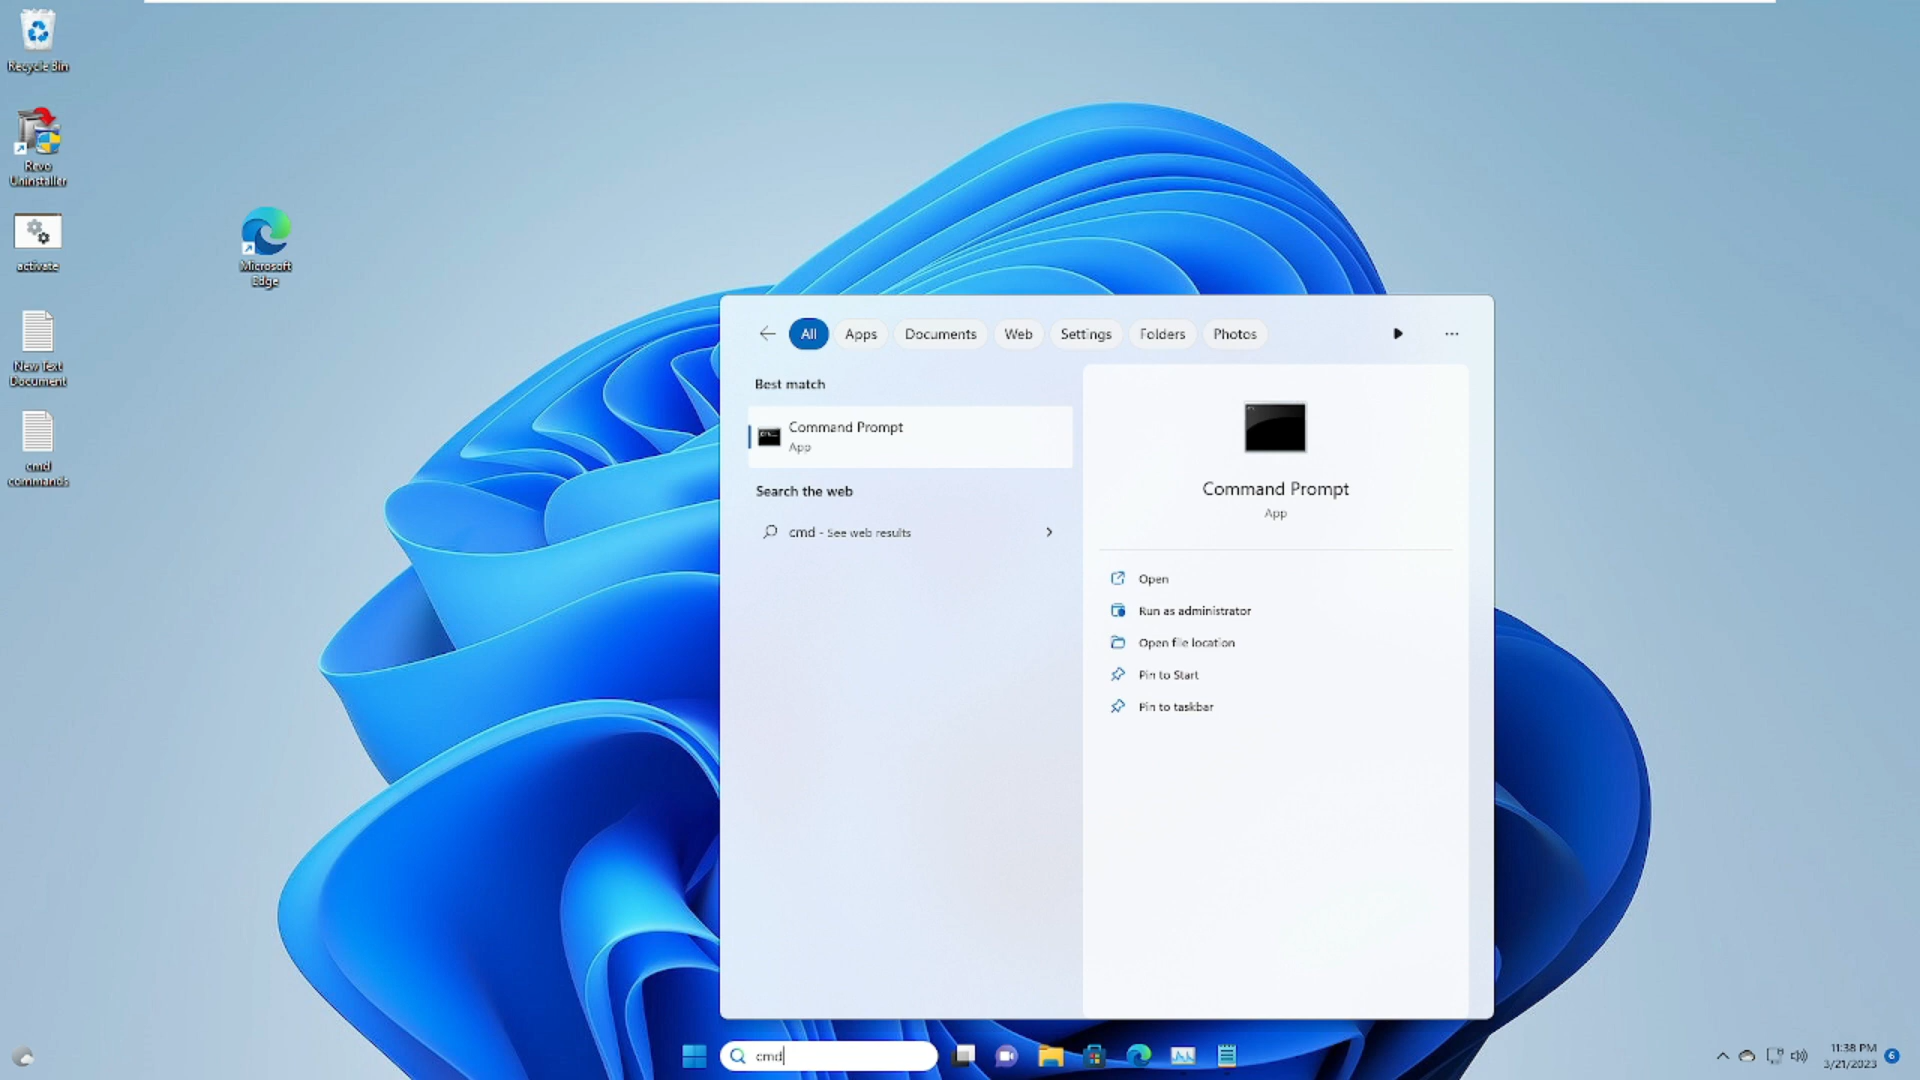 Recycle Bin
Revo
Uninstaller
activate
Microsoft
Edge
New Text
Document
cmd
commands
All
Apps
Documents
Web
Settings
Folders
Photos
Best match
Command Prompt
App
Search the web
cmd - See web results
Command Prompt
App
Open
Run as administrator
Open file location
Pin to Start
Pin to taskbar
cmd
11:38 PM
3/21/2023
6